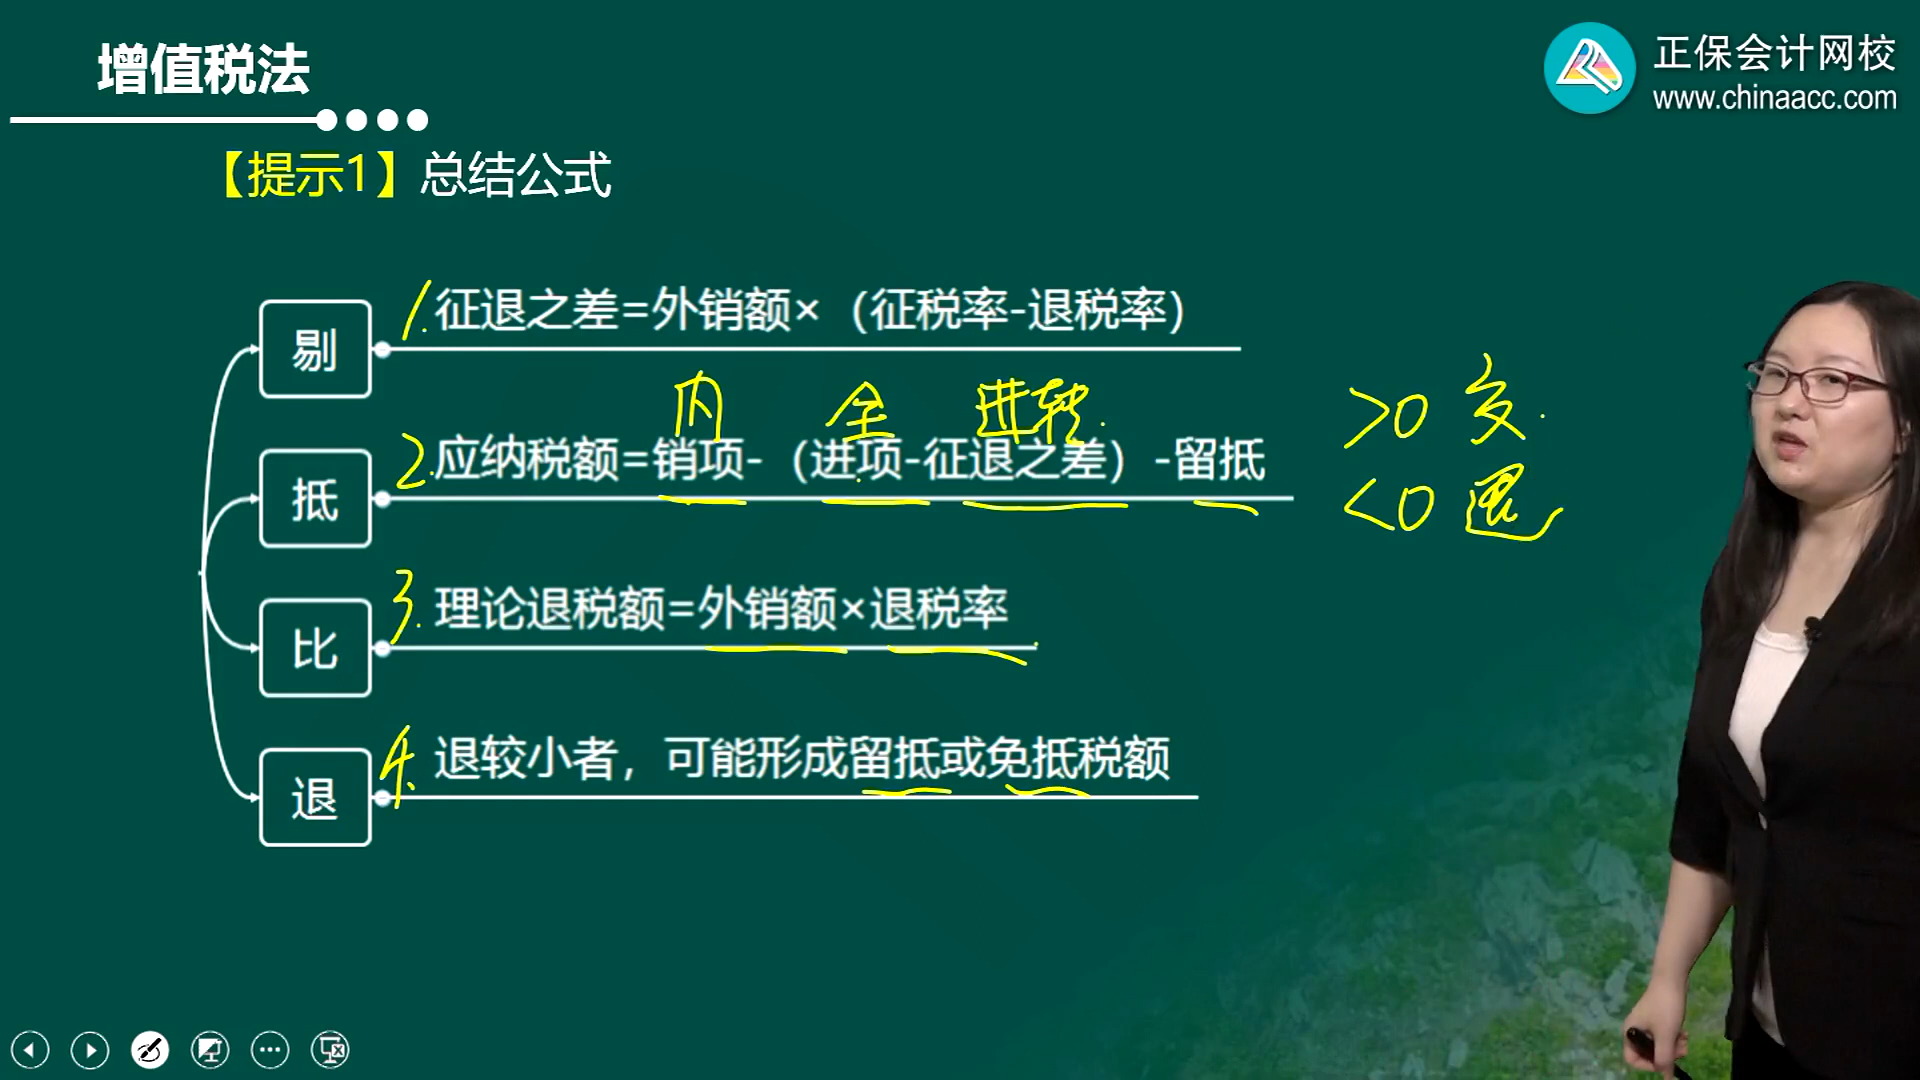 增值税法
正保会计网校
www.chinaacc.com
【提示1】总结公式
剔
1.征退之差=外销额×（征税率-退税率）
内 全 进转.
抵
2.应纳税额=销项-（进项-征退之差）-留抵
>0 交.
<0 退
比
3.理论退税额=外销额×退税率
退
4.退较小者，可能形成留抵或免抵税额